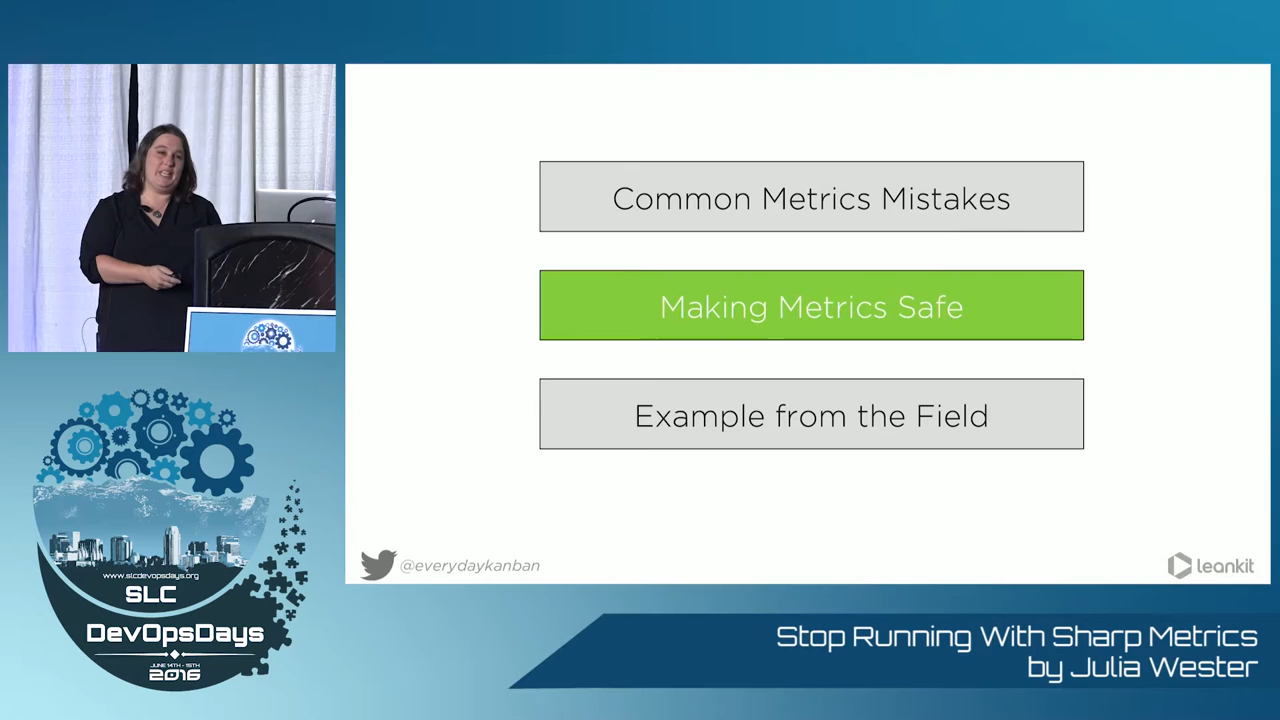 Common Metrics Mistakes
Making Metrics Safe
Example from the Field
@everydaykanban
leankit
www.slcdevopsdays.org
SLC
DevOpsDays
JUNE 14TH - 15TH
2016
Stop Running With Sharp Metrics
by Julia Wester